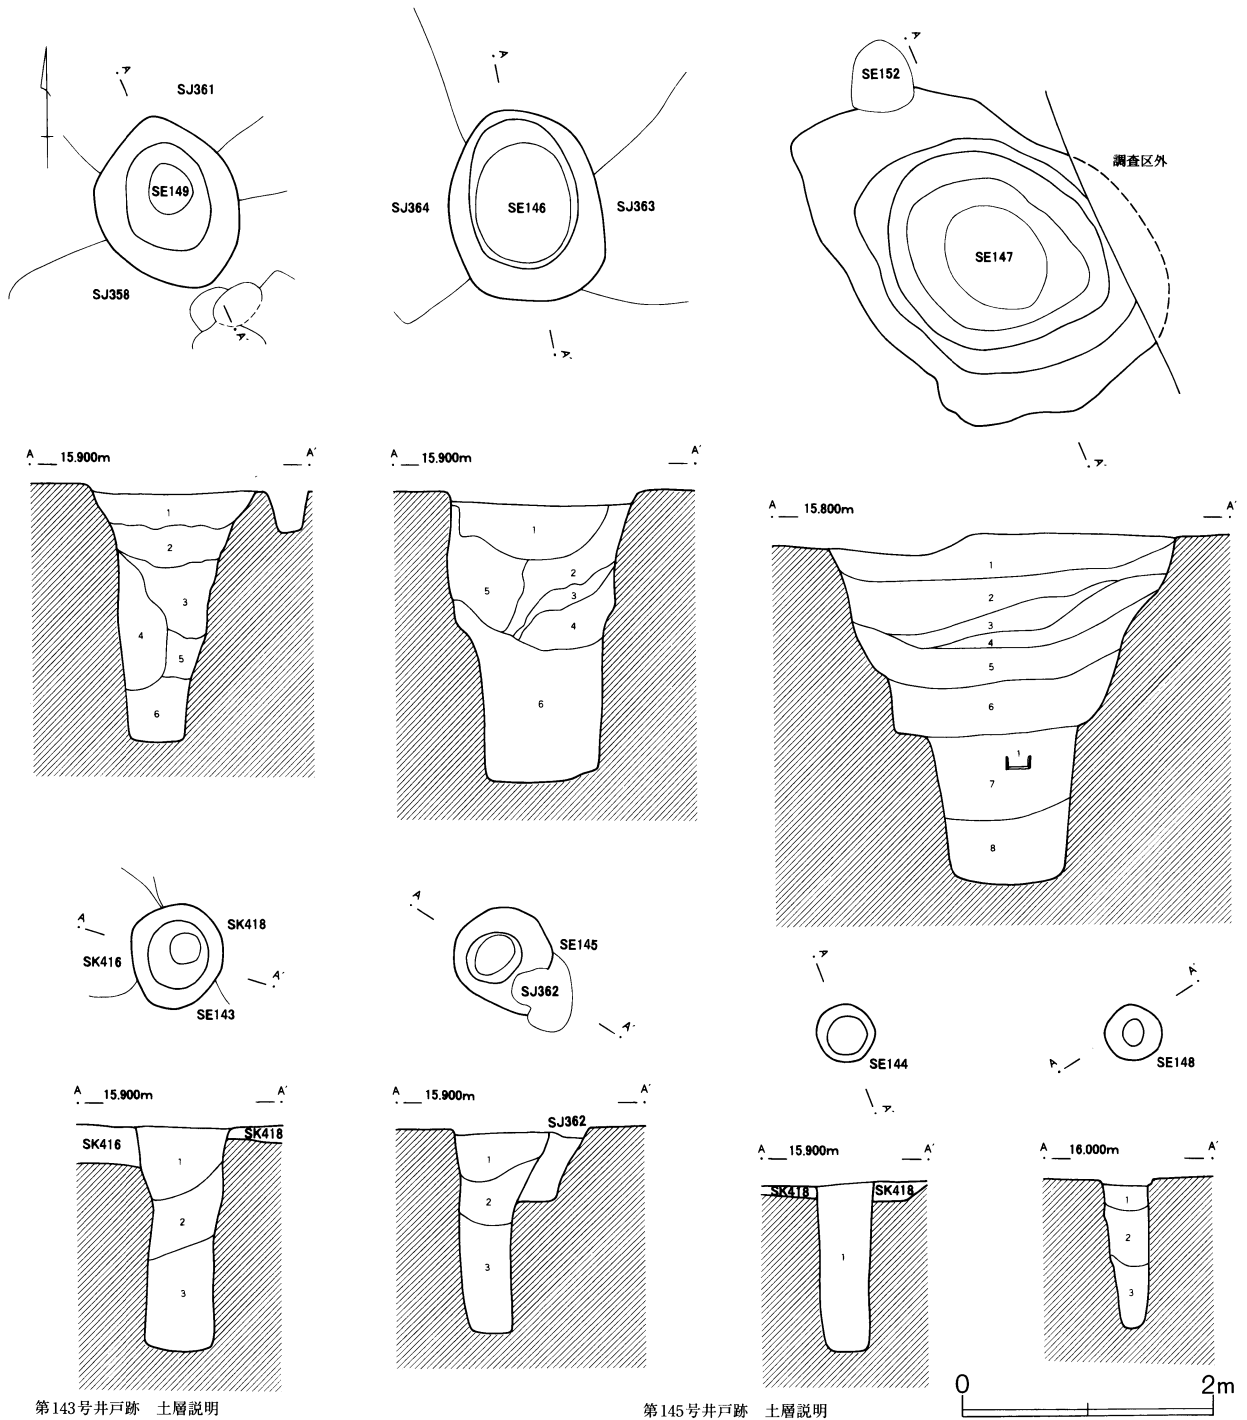 A
SJ361
SE149
SJ358
A'
A
SJ364
SE146
SJ363
A'
A
SE152
調査区外
SE147
A'
A 15.900m A'
1
2
3
4
5
6
A 15.900m A'
1
2
3
4
5
6
A 15.800m A'
1
2
3
4
5
6
1
7
8
A
SK418
SK416
A'
SE143
A
SE145
SJ362
A'
A
SE144
A'
A'
A
SE148
A 15.900m A'
SK416
SK418
1
2
3
A 15.900m A'
SJ362
1
2
3
A 15.900m A'
SK418
SK418
1
A 16.000m A'
1
2
3
0 2m
第143号井戸跡 土層説明
第145号井戸跡 土層説明